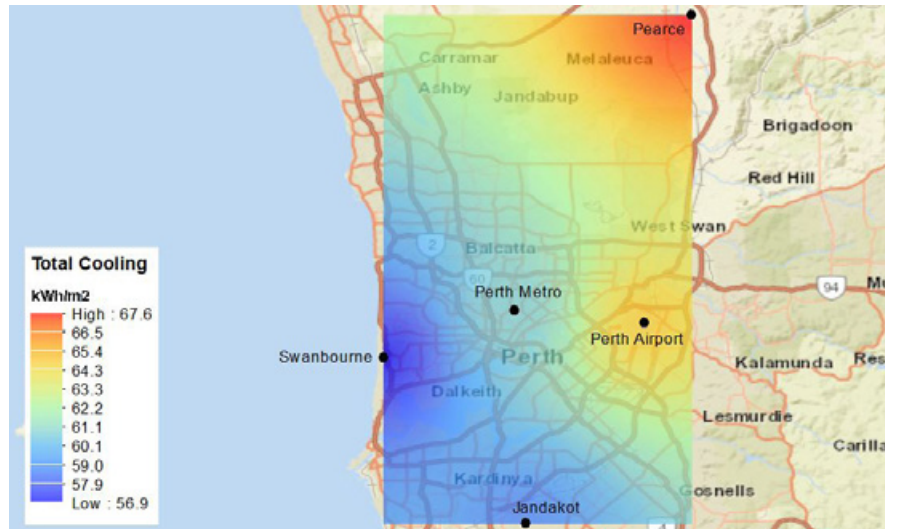 Pearce
Carramar
Melaleuca
Ashby
Jandabup
Brigadoon
Red Hill
West Swan
2
Balcatta
60
94
Perth Metro
Perth Airport
Swanbourne
Perth
Kalamunda
Dalkeith
Lesmurdie
Kardinya
Gosnells
Jandakot
Total Cooling
kWh/m2
High : 67.6
66.5
65.4
64.3
63.3
62.2
61.1
60.1
59.0
57.9
Low : 56.9